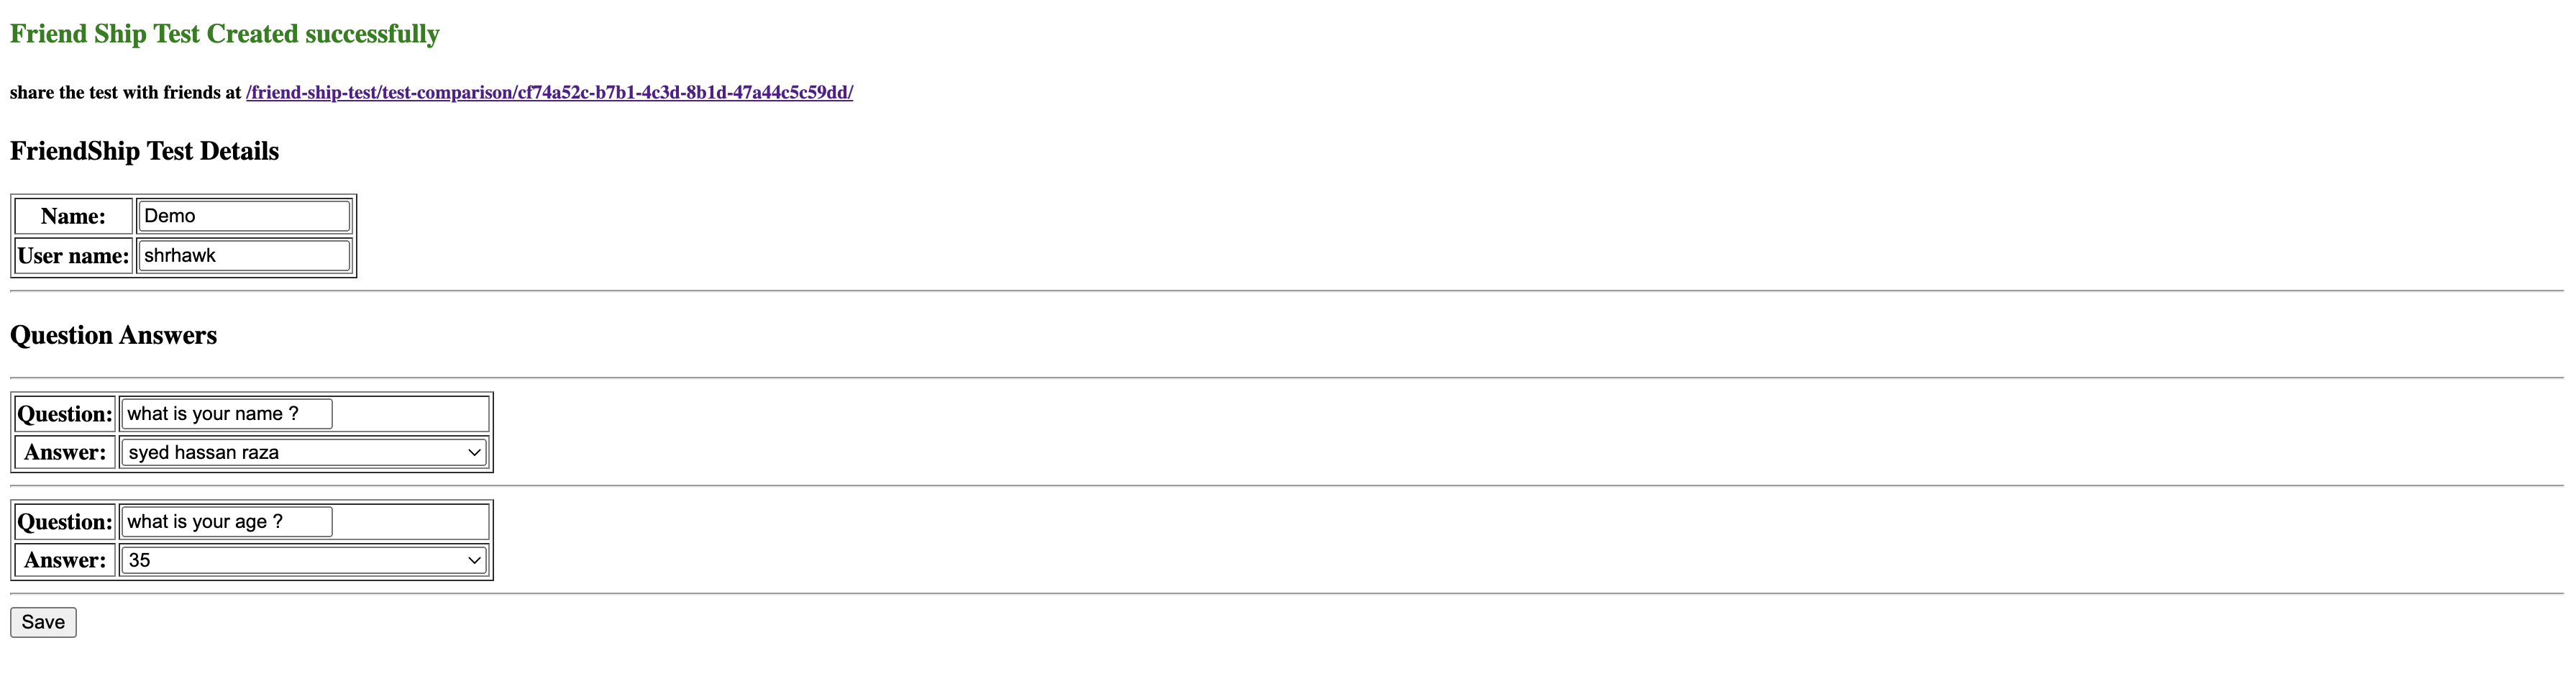 Friend Ship Test Created successfully
share the test with friends at /friend-ship-test/test-comparison/cf74a52c-b7b1-4c3d-8b1d-47a44c5c59dd/
FriendShip Test Details
Name: Demo
User name: shrhawk
Question Answers
Question: what is your name ?
Answer: syed hassan raza
Question: what is your age ?
Answer: 35
Save